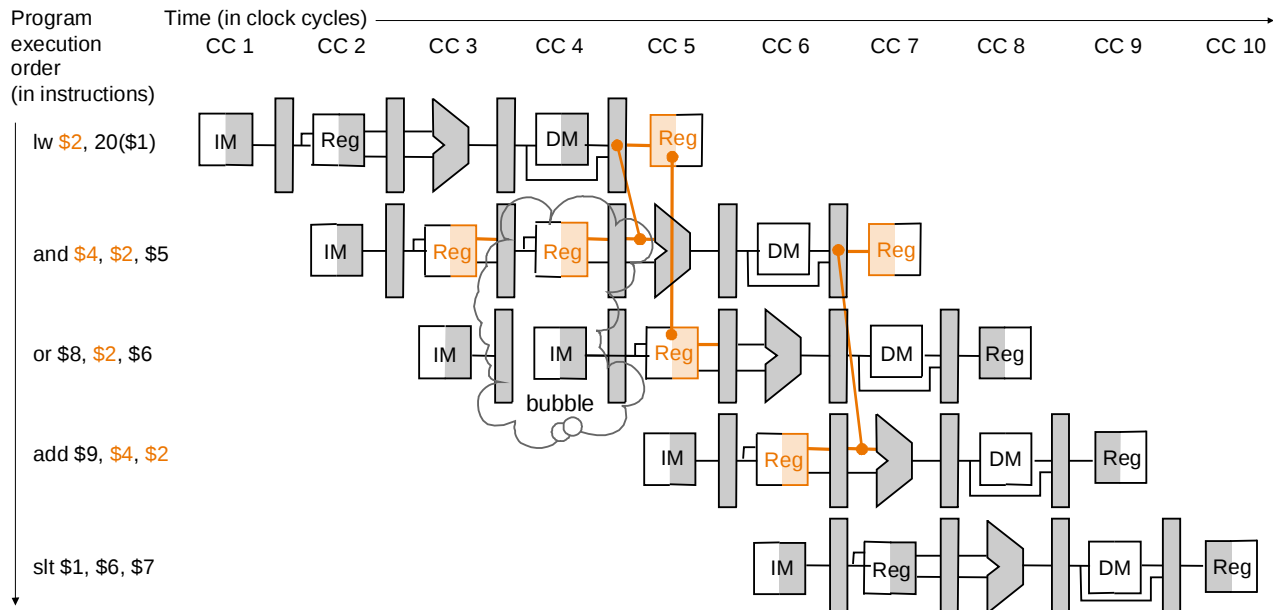 Program
execution
order
(in instructions)
Time (in clock cycles)
CC 1 CC 2 CC 3 CC 4 CC 5 CC 6 CC 7 CC 8 CC 9 CC 10
lw $2, 20($1)
IM Reg DM Reg
and $4, $2, $5
IM Reg Reg DM Reg
or $8, $2, $6
IM IM Reg DM Reg
bubble
add $9, $4, $2
IM Reg DM Reg
slt $1, $6, $7
IM Reg DM Reg